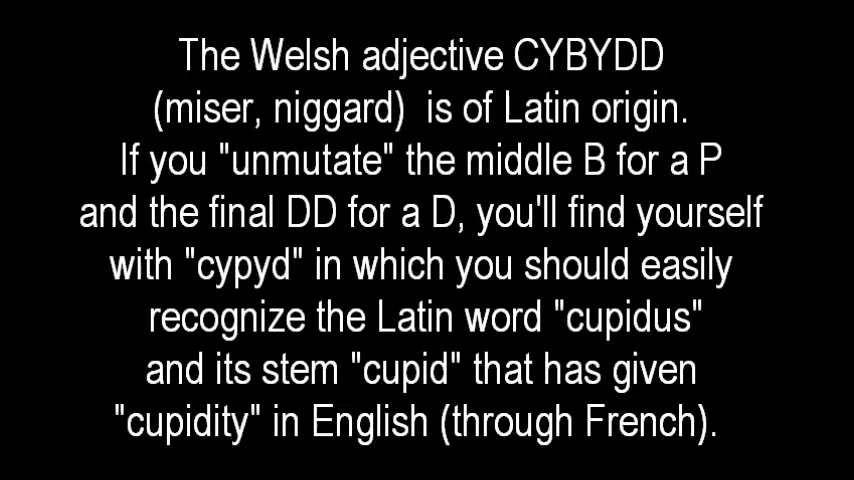 The Welsh adjective CYBYDD
(miser, niggard) is of Latin origin.
If you "unmutate" the middle B for a P
and the final DD for a D, you'll find yourself
with "cypyd" in which you should easily
recognize the Latin word "cupidus"
and its stem "cupid" that has given
"cupidity" in English (through French).